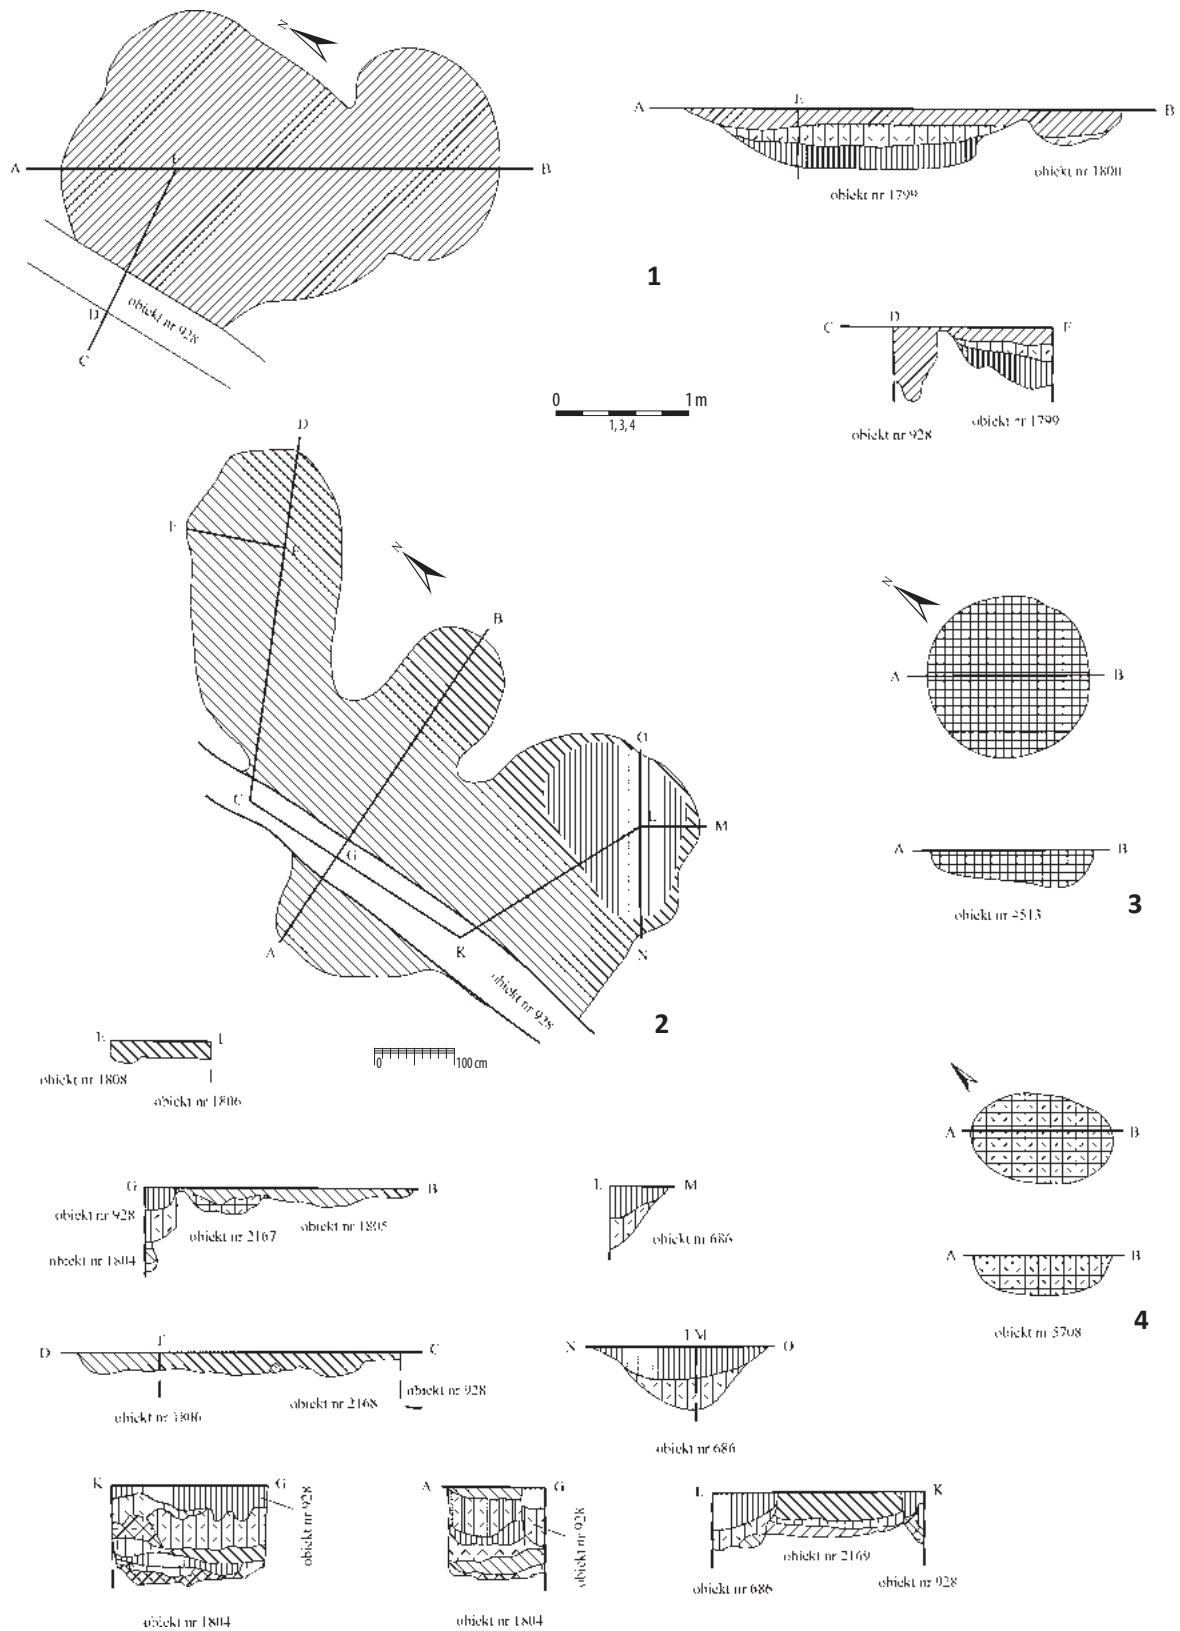 N
A
B
D
C
obiekt nr 928
A
B
obiekt nr 1799
obiekt nr 1800
1
C
D
F
obiekt nr 928
obiekt nr 1799
0 1 m
1, 3, 4
D
F
N
B
A
G
C
K
L
M
N
obiekt nr 928
2
0 100 cm
N
A
B
A
B
obiekt nr 4513
3
obiekt nr 1808
obiekt nr 1806
G
B
obiekt nr 928
obiekt nr 2167
obiekt nr 1805
obiekt nr 1804
L
M
obiekt nr 686
A
B
A
B
obiekt nr 5708
4
D
C
obiekt nr 1806
obiekt nr 2168
obiekt nr 928
N
O
obiekt nr 686
K
G
obiekt nr 928
obiekt nr 1804
A
G
obiekt nr 928
obiekt nr 1804
K
obiekt nr 2169
obiekt nr 686
obiekt nr 928